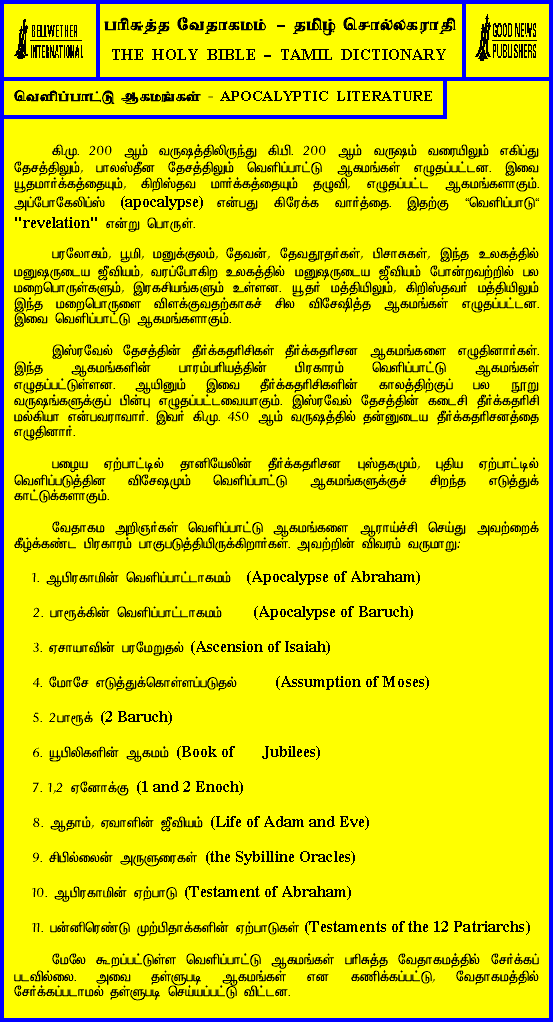 BELLWETHER
INTERNATIONAL
பரிசுத்த வேதாகமம் – தமிழ் சொல்லகராதி
THE HOLY BIBLE – TAMIL DICTIONARY
GOOD NEWS
PUBLISHERS
வெளிப்பாட்டு ஆகமங்கள் - APOCALYPTIC LITERATURE
கி.மு. 200 ஆம் வருஷத்திலிருந்து கி.பி. 200 ஆம் வருஷம் வரையிலும் எகிப்து
தேசத்திலும், பாலஸ்தீன தேசத்திலும் வெளிப்பாட்டு ஆகமங்கள் எழுதப்பட்டன. இவை
யூதமார்க்கத்தையும், கிறிஸ்தவ மார்க்கத்தையும் தழுவி, எழுதப்பட்ட ஆகமங்களாகும்.
அப்போகேலிப்ஸ் (apocalypse) என்பது கிரேக்க வார்த்தை. இதற்கு “வெளிப்பாடு“
"revelation" என்று பொருள்.
பரலோகம், பூமி, மனுக்குலம், தேவன், தேவதூதர்கள், பிசாசுகள், இந்த உலகத்தில்
மனுஷருடைய ஜீவியம், வரப்போகிற உலகத்தில் மனுஷருடைய ஜீவியம் போன்றவற்றில் பல
மறைபொருள்களும், இரகசியங்களும் உள்ளன. யூதர் மத்தியிலும், கிறிஸ்தவர் மத்தியிலும்
இந்த மறைபொருளை விளக்குவதற்காகச் சில விசேஷித்த ஆகமங்கள் எழுதப்பட்டன.
இவை வெளிப்பாட்டு ஆகமங்களாகும்.
இஸ்ரவேல் தேசத்தின் தீர்க்கதரிசிகள் தீர்க்கதரிசன ஆகமங்களை எழுதினார்கள்.
இந்த ஆகமங்களின் பாரம்பரியத்தின் பிரகாரம் வெளிப்பாட்டு ஆகமங்கள்
எழுதப்பட்டுள்ளன. ஆயினும் இவை தீர்க்கதரிசிகளின் காலத்திற்குப் பல நூறு
வருஷங்களுக்குப் பின்பு எழுதப்பட்டவையாகும். இஸ்ரவேல் தேசத்தின் கடைசி தீர்க்கதரிசி
மல்கியா என்பவராவார். இவர் கி.மு. 450 ஆம் வருஷத்தில் தன்னுடைய தீர்க்கதரிசனத்தை
எழுதினார்.
பழைய ஏற்பாட்டில் தானியேலின் தீர்க்கதரிசன புஸ்தகமும், புதிய ஏற்பாட்டில்
வெளிப்படுத்தின விசேஷமும் வெளிப்பாட்டு ஆகமங்களுக்குச் சிறந்த எடுத்துக்
காட்டுக்களாகும்.
வேதாகம அறிஞர்கள் வெளிப்பாட்டு ஆகமங்களை ஆராய்ச்சி செய்து அவற்றைக்
கீழ்க்கண்ட பிரகாரம் பாகுபடுத்தியிருக்கிறார்கள். அவற்றின் விவரம் வருமாறு:
1. ஆபிரகாமின் வெளிப்பாட்டாகமம் (Apocalypse of Abraham)
2. பாரூக்கின் வெளிப்பாட்டாகமம் (Apocalypse of Baruch)
3. ஏசாயாவின் பரமேறுதல் (Ascension of Isaiah)
4. மோசே எடுத்துக்கொள்ளப்படுதல் (Assumption of Moses)
5. 2பாரூக் (2 Baruch)
6. யூபிலிகளின் ஆகமம் (Book of Jubilees)
7. 1,2 ஏனோக்கு (1 and 2 Enoch)
8. ஆதாம், ஏவாளின் ஜீவியம் (Life of Adam and Eve)
9. சிபில்லைன் அருளுரைகள் (the Sybilline Oracles)
10. ஆபிரகாமின் ஏற்பாடு (Testament of Abraham)
11. பன்னிரெண்டு முற்பிதாக்களின் ஏற்பாடுகள் (Testaments of the 12 Patriarchs)
மேலே கூறப்பட்டுள்ள வெளிப்பாட்டு ஆகமங்கள் பரிசுத்த வேதாகமத்தில் சேர்க்கப்
படவில்லை. அவை தள்ளுபடி ஆகமங்கள் என கணிக்கப்பட்டு, வேதாகமத்தில்
சேர்க்கப்படாமல் தள்ளுபடி செய்யப்பட்டு விட்டன.